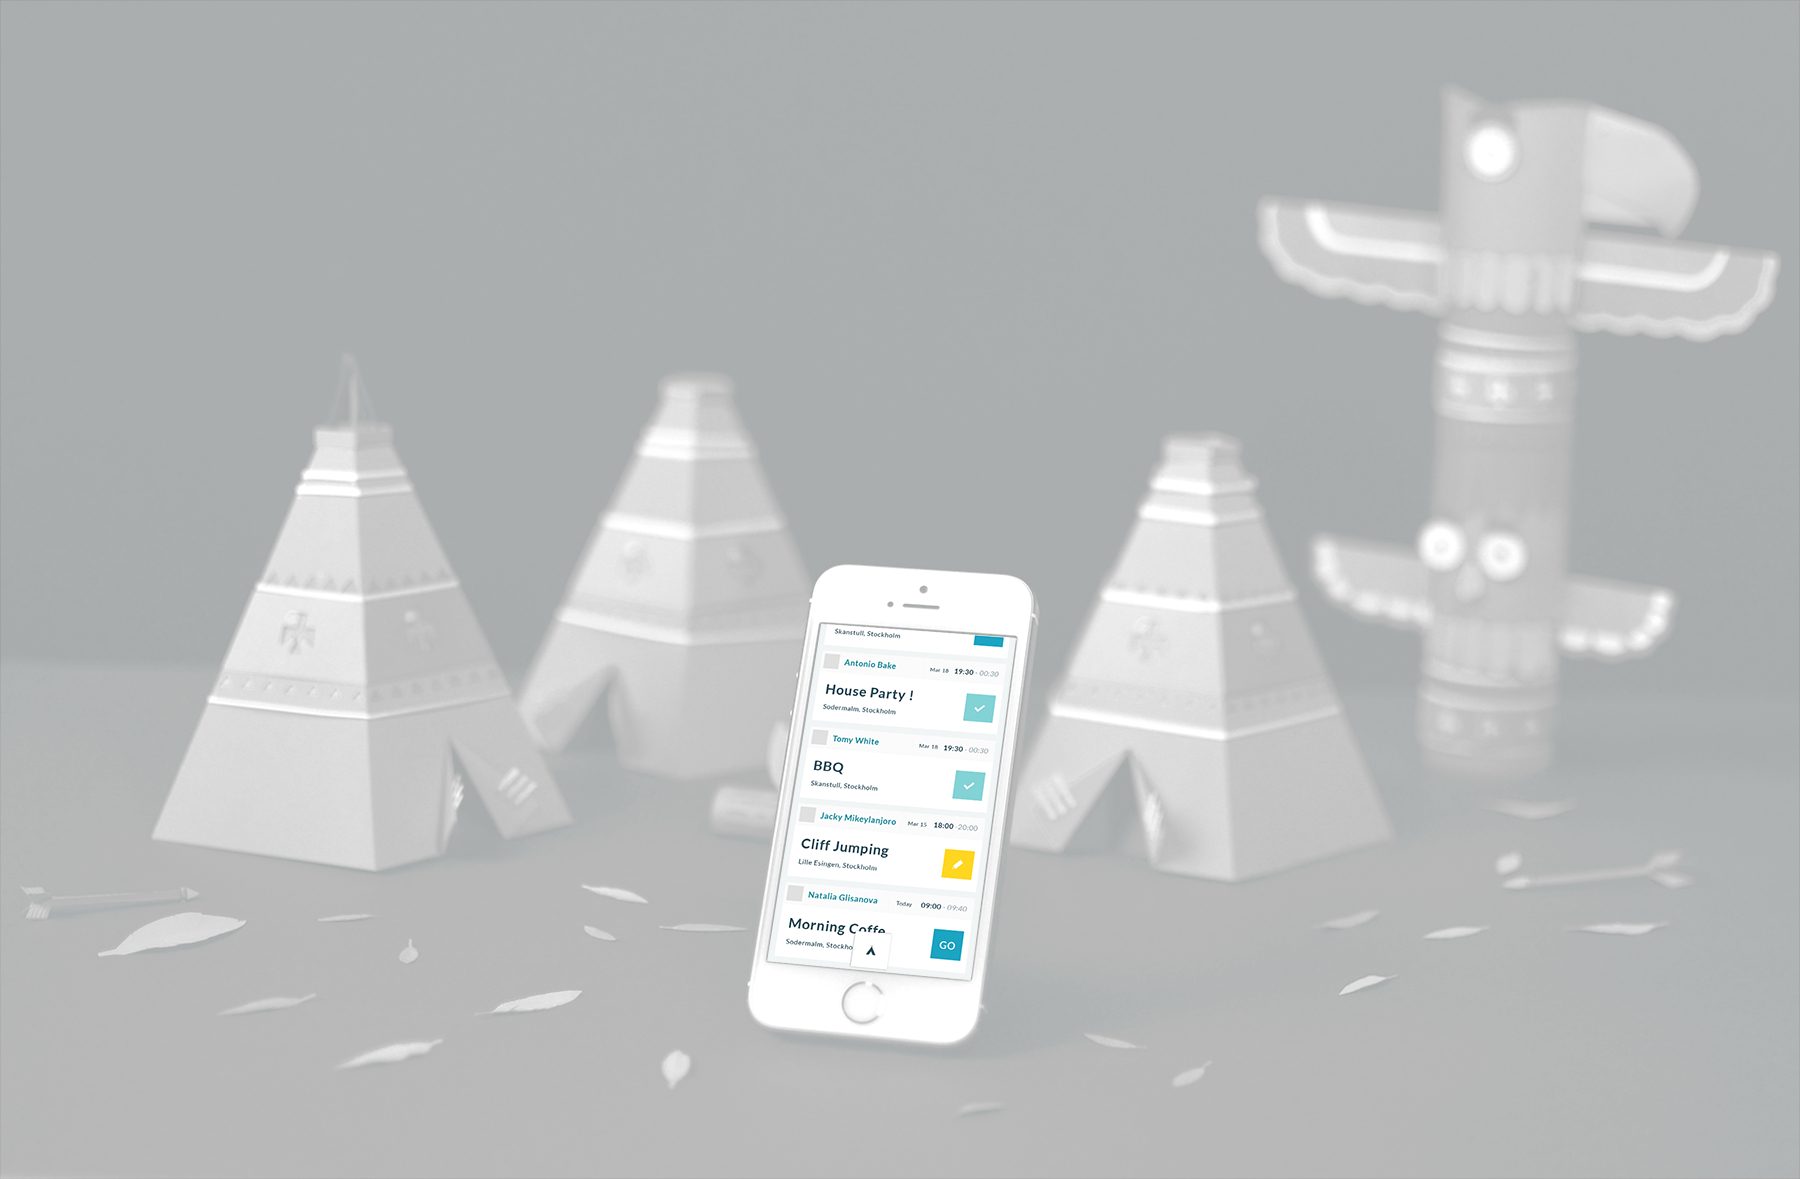 Skanstull, Stockholm
Antonio Bake Mar 18 19:30 - 00:30
House Party !
Sodermalm, Stockholm
Tomy White Mar 18 19:30 - 00:30
BBQ
Skanstull, Stockholm
Jacky Mikeylanjoro Mar 15 18:00 -20:00
Cliff Jumping
Lille Esingen, Stockholm
Natalia Glisanova Today 09:00 - 09:40
Morning Coffe
GO
Sodermalm, Stockho